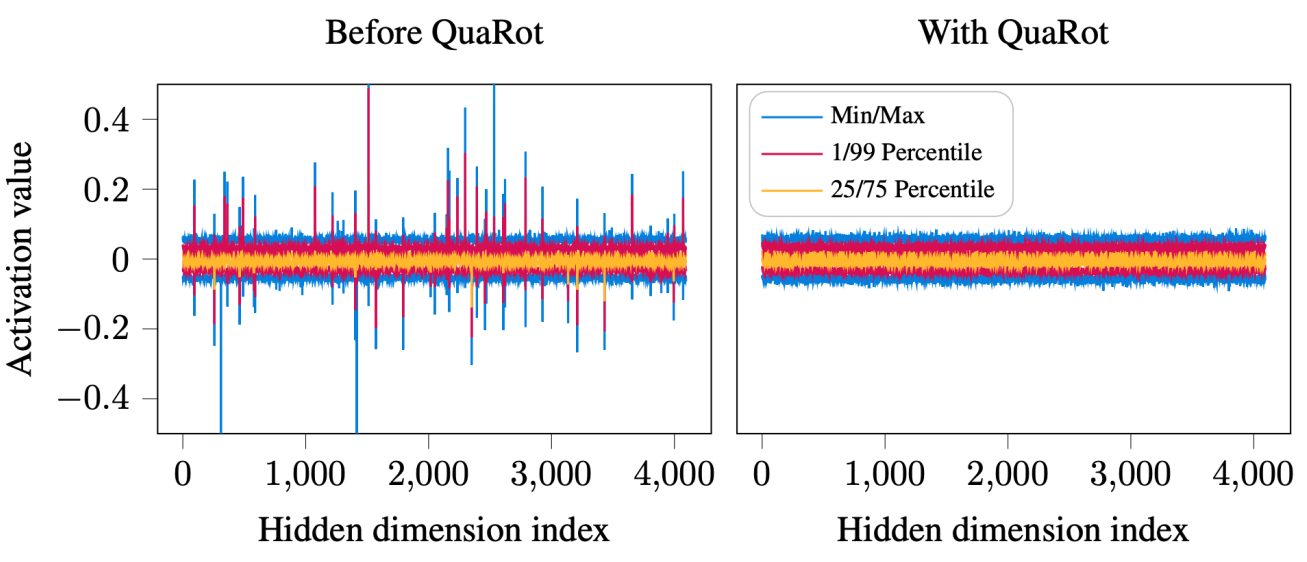 Before QuaRot
With QuaRot
Activation value
0.4
0.2
0
−0.2
−0.4
Min/Max
1/99 Percentile
25/75 Percentile
0 1,000 2,000 3,000 4,000
0 1,000 2,000 3,000 4,000
Hidden dimension index
Hidden dimension index